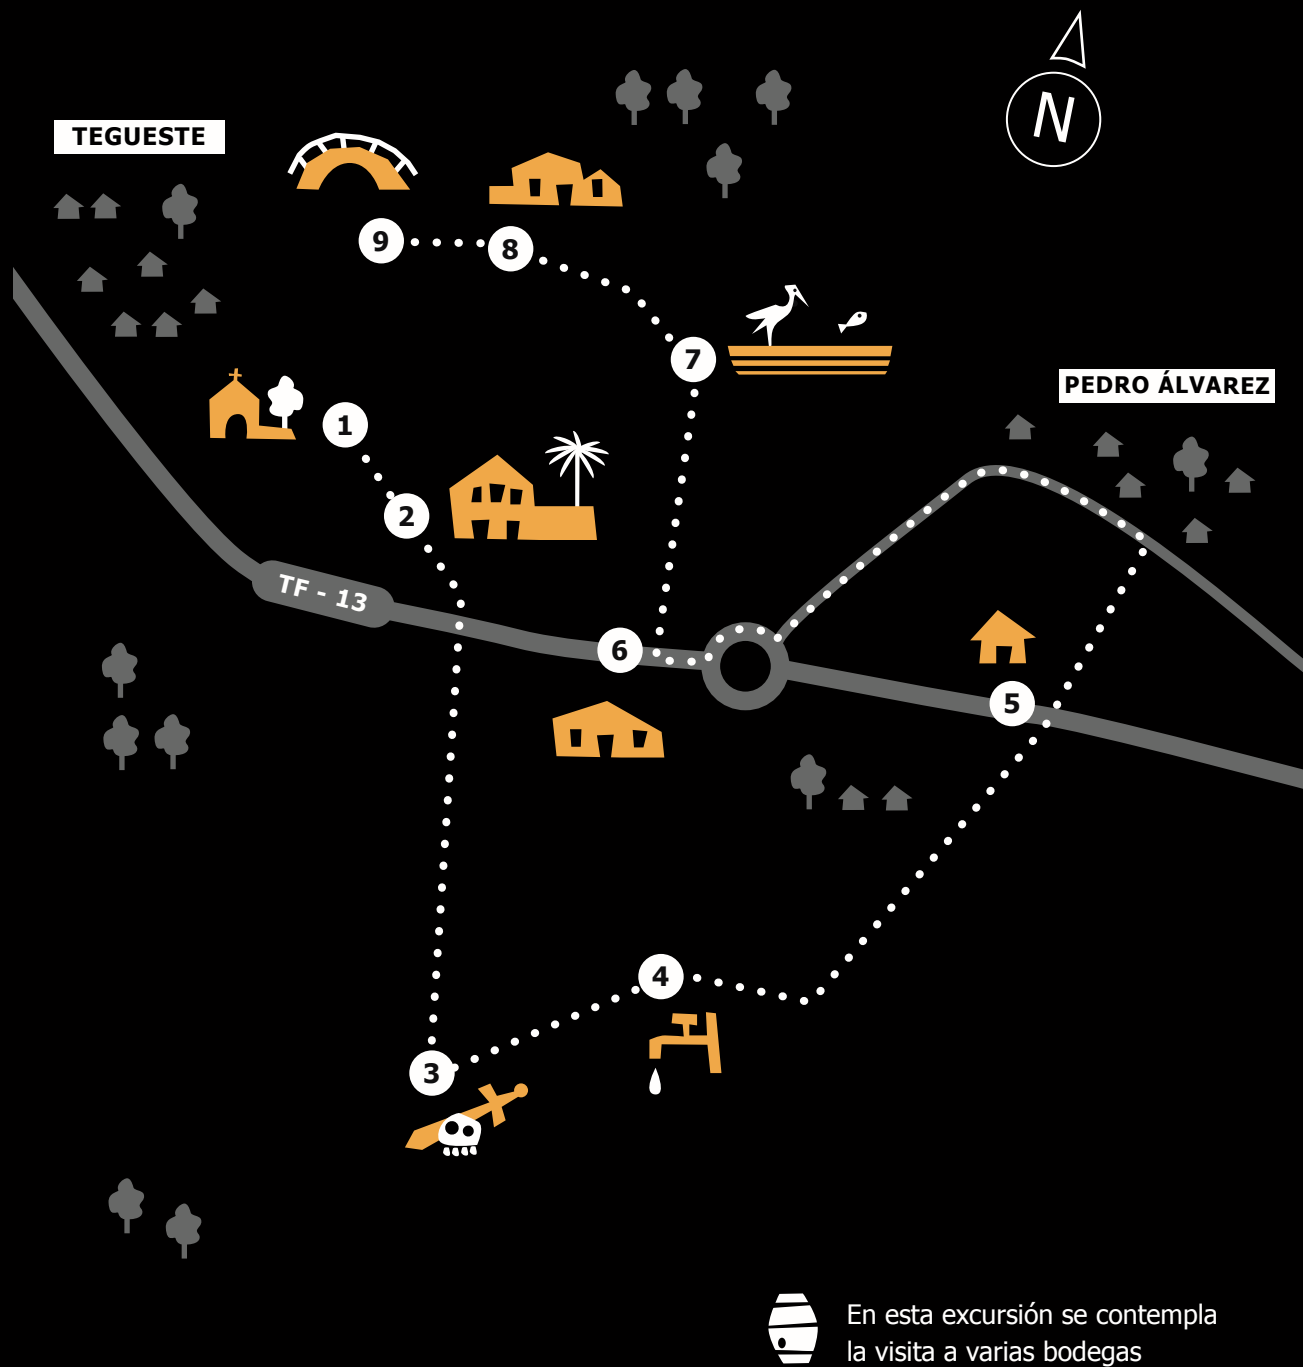 N
TEGUESTE
9
8
7
PEDRO ÁLVAREZ
1
2
TF - 13
6
5
4
3
En esta excursión se contempla
la visita a varias bodegas